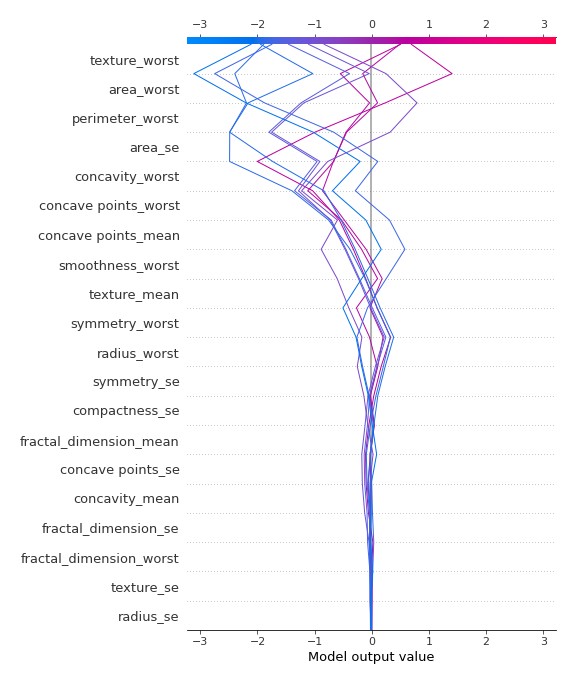 −3 −2 −1 0 1 2 3
texture_worst
area_worst
perimeter_worst
area_se
concavity_worst
concave points_worst
concave points_mean
smoothness_worst
texture_mean
symmetry_worst
radius_worst
symmetry_se
compactness_se
fractal_dimension_mean
concave points_se
concavity_mean
fractal_dimension_se
fractal_dimension_worst
texture_se
radius_se
−3 −2 −1 0 1 2 3
Model output value